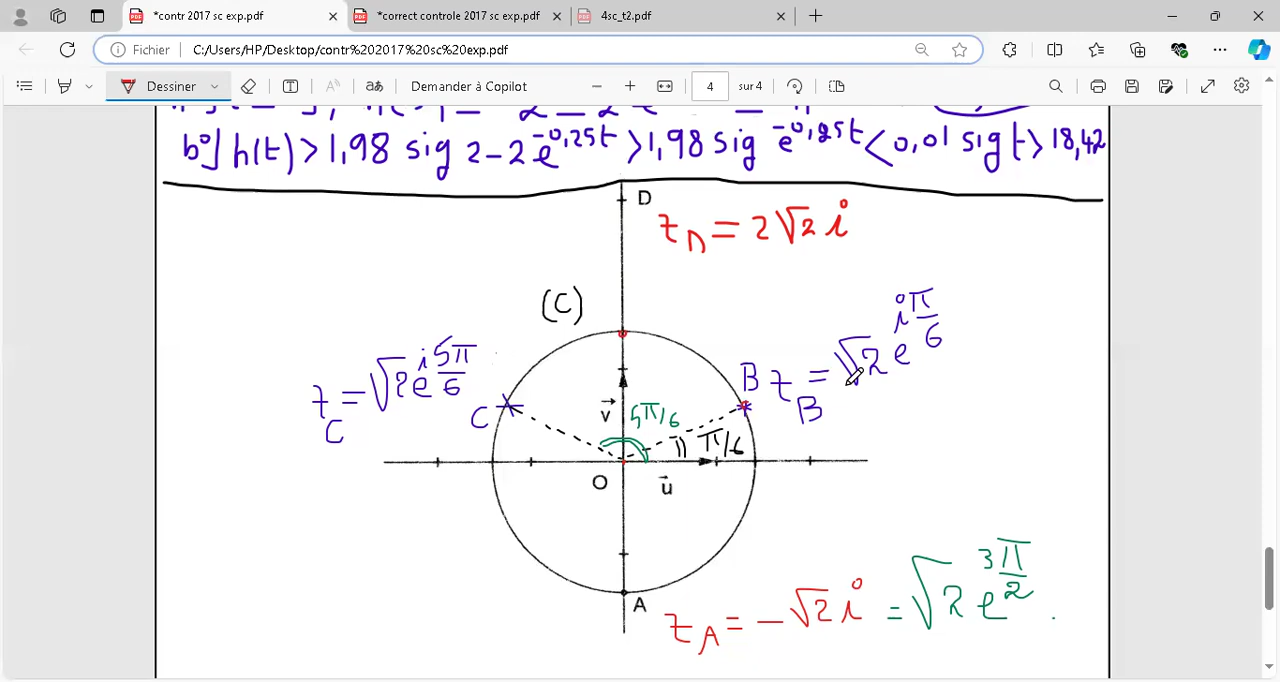 *contr 2017 sc exp.pdf
*correct controle 2017 sc exp.pdf
4sc_t2.pdf
Fichier C:/Users/HP/Desktop/contr%202017%20sc%20exp.pdf
Dessiner
Demander à Copilot
4 sur 4
b°] h(t) > 1,98 sig 2-2e^-0,25t > 1,98 sig e^-0,25t < 0,01 sig t > 18,42
D
z_D = 2√2 i
(C)
z_C = √2 e^i5π/6
C
v
5π/6
π/6
B z_B = √2 e^iπ/6
O
u
A
z_A = -√2 i = √2 e^3π/2 .